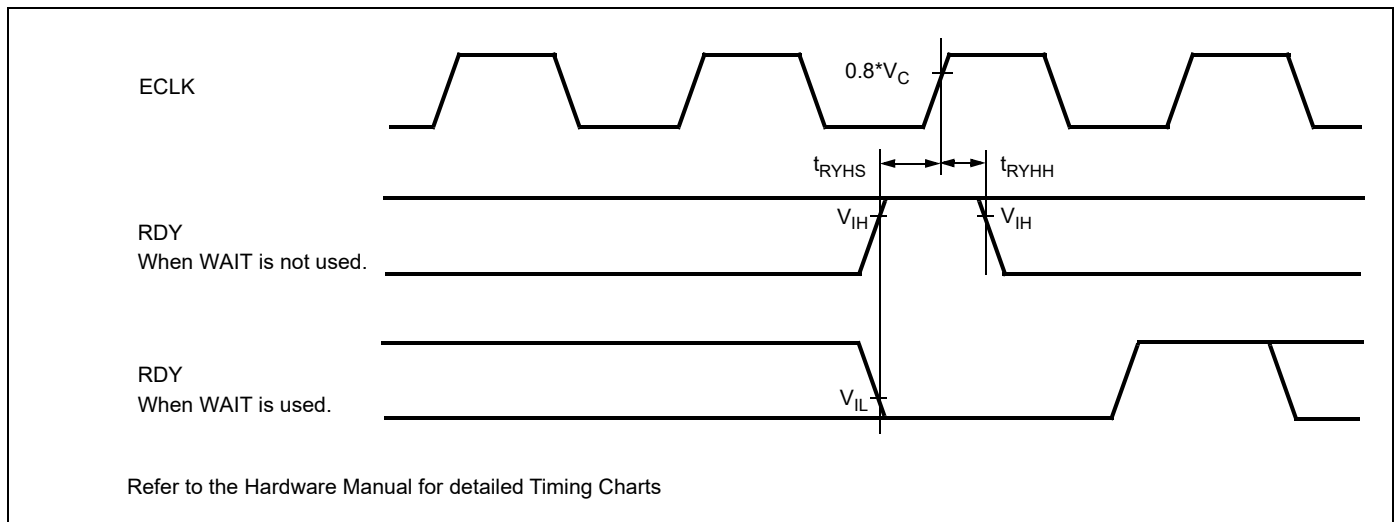 ECLK
0.8*VC
tRYHS
tRYHH
VIH
VIH
RDY
When WAIT is not used.
RDY
When WAIT is used.
VIL
Refer to the Hardware Manual for detailed Timing Charts